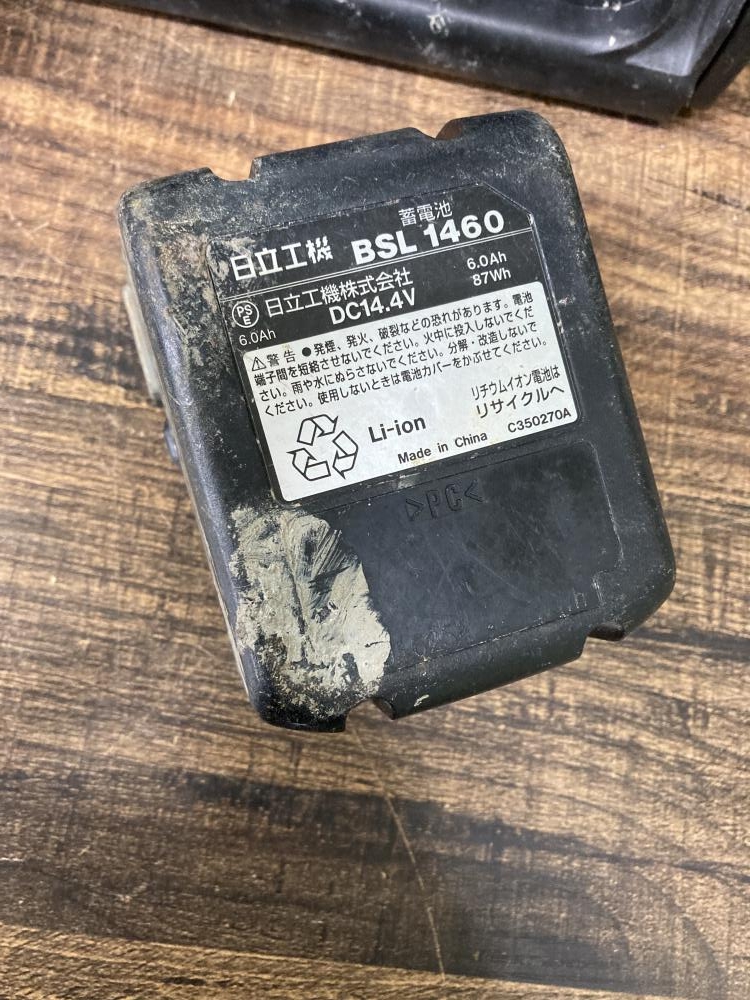 蓄電池
日立工機 BSL 1460
PSE 日立工機株式会社 6.0Ah
6.0Ah DC14.4V 87Wh
⚠警告 ●発煙、発火、破裂などの恐れがあります。電池
端子間を短絡させないでください。火中に投入しないでくだ
さい。雨や水にぬらさないでください。分解・改造しないで
ください。使用しないときは電池カバーをかぶせてください。
リチウムイオン電池は
Li-ion リサイクルへ
Made in China C350270A
>PC<